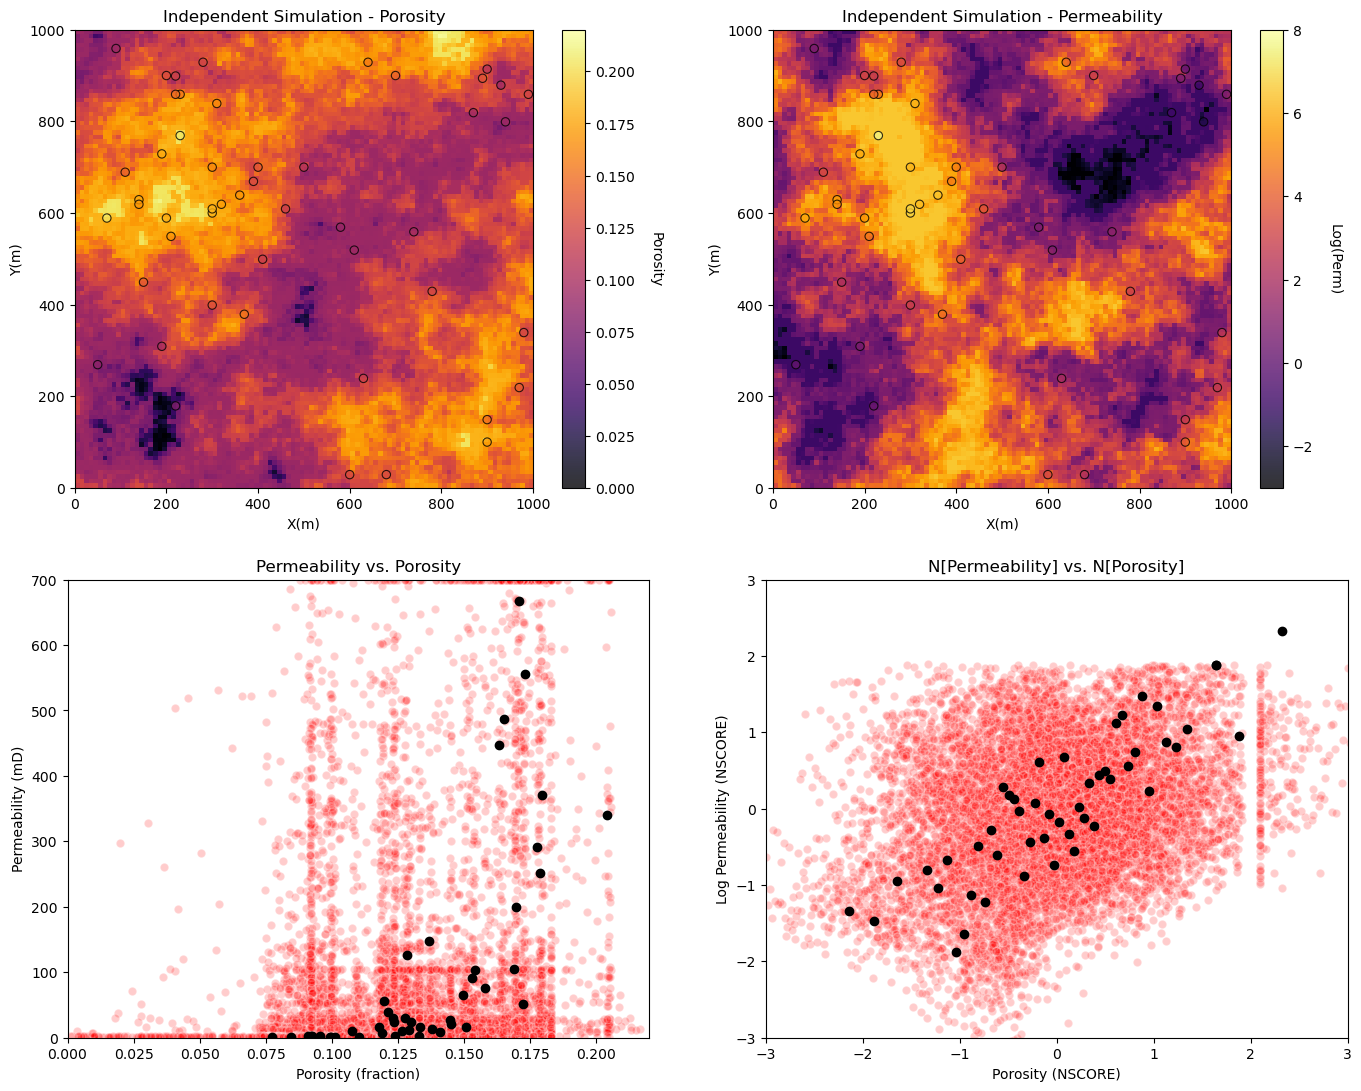 Independent Simulation - Porosity
1000
800
600
400
200
0
Y(m)
0 200 400 600 800 1000
X(m)
0.200
0.175
0.150
0.125
0.100
0.075
0.050
0.025
0.000
Porosity
Independent Simulation - Permeability
1000
800
600
400
200
0
Y(m)
0 200 400 600 800 1000
X(m)
8
6
4
2
0
−2
Log(Perm)
Permeability vs. Porosity
700
600
500
400
300
200
100
0
Permeability (mD)
0.000 0.025 0.050 0.075 0.100 0.125 0.150 0.175 0.200
Porosity (fraction)
N[Permeability] vs. N[Porosity]
3
2
1
0
−1
−2
−3
Log Permeability (NSCORE)
−3 −2 −1 0 1 2 3
Porosity (NSCORE)